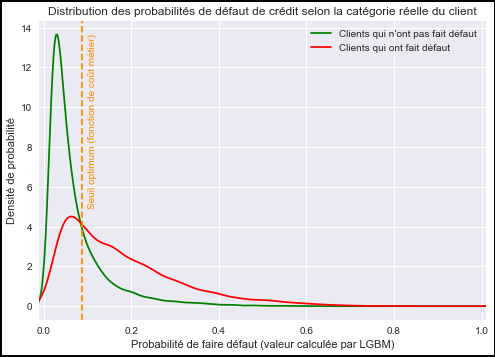 Distribution des probabilités de défaut de crédit selon la catégorie réelle du client
Clients qui n'ont pas fait défaut
Clients qui ont fait défaut
Seuil optimum (fonction de coût métier)
Densité de probabilité
14
12
10
8
6
4
2
0
0.0
0.2
0.4
0.6
0.8
1.0
Probabilité de faire défaut (valeur calculée par LGBM)